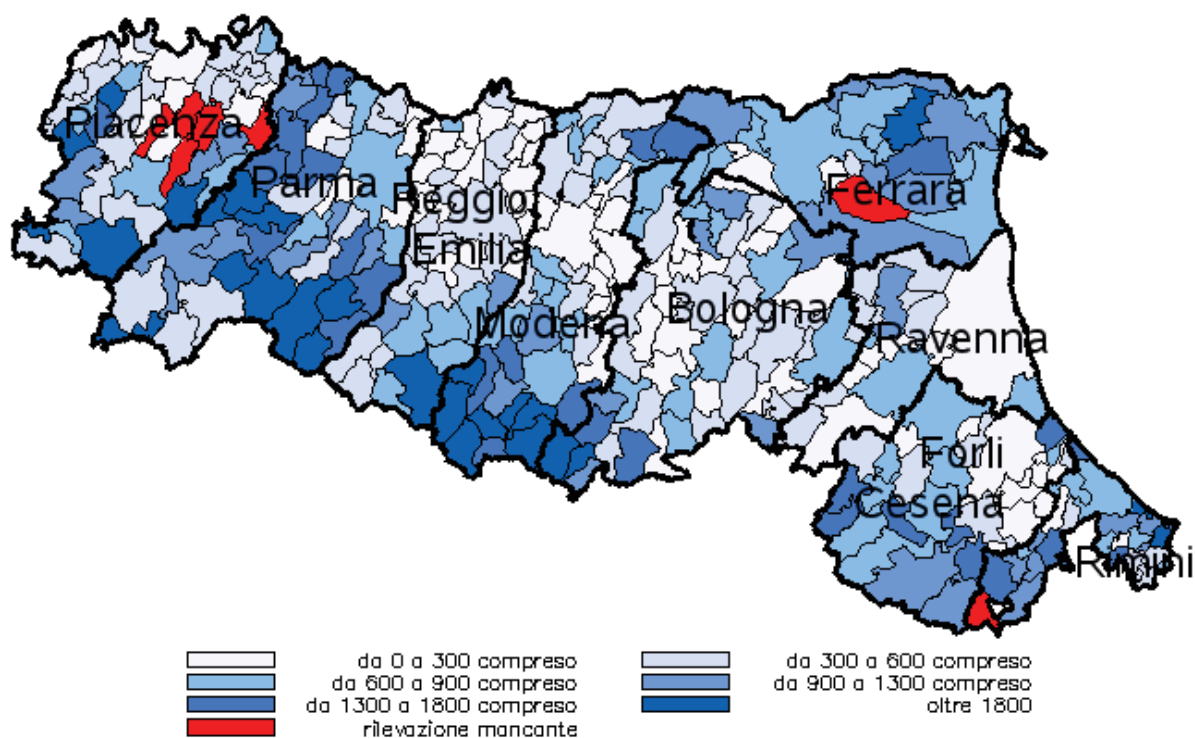 Piacenza
Parma
Reggio
Emilia
Modena
Bologna
Ferrara
Ravenna
Forli
Cesena
Rimini
da 0 a 300 compreso
da 300 a 600 compreso
da 600 a 900 compreso
da 900 a 1300 compreso
da 1300 a 1800 compreso
oltre 1800
rilevazione mancante